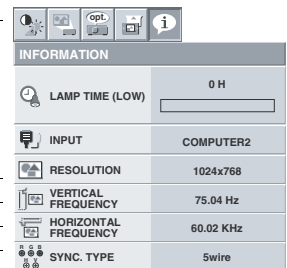 opt.
i
INFORMATION
LAMP TIME (LOW)
0 H
INPUT
COMPUTER2
RESOLUTION
1024x768
VERTICAL
FREQUENCY
75.04 Hz
HORIZONTAL
FREQUENCY
60.02 KHz
R G B
H V
SYNC. TYPE
5wire